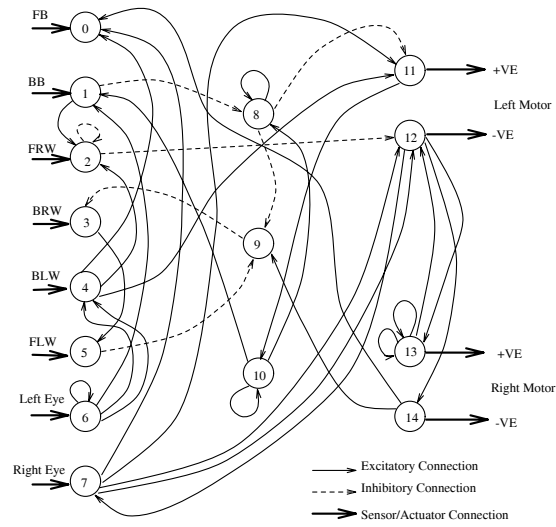 FB
0
BB
1
FRW
2
BRW
3
BLW
4
FLW
5
Left Eye
6
Right Eye
7
8
9
10
11
+VE
Left Motor
12
-VE
13
+VE
Right Motor
14
-VE
Excitatory Connection
Inhibitory Connection
Sensor/Actuator Connection